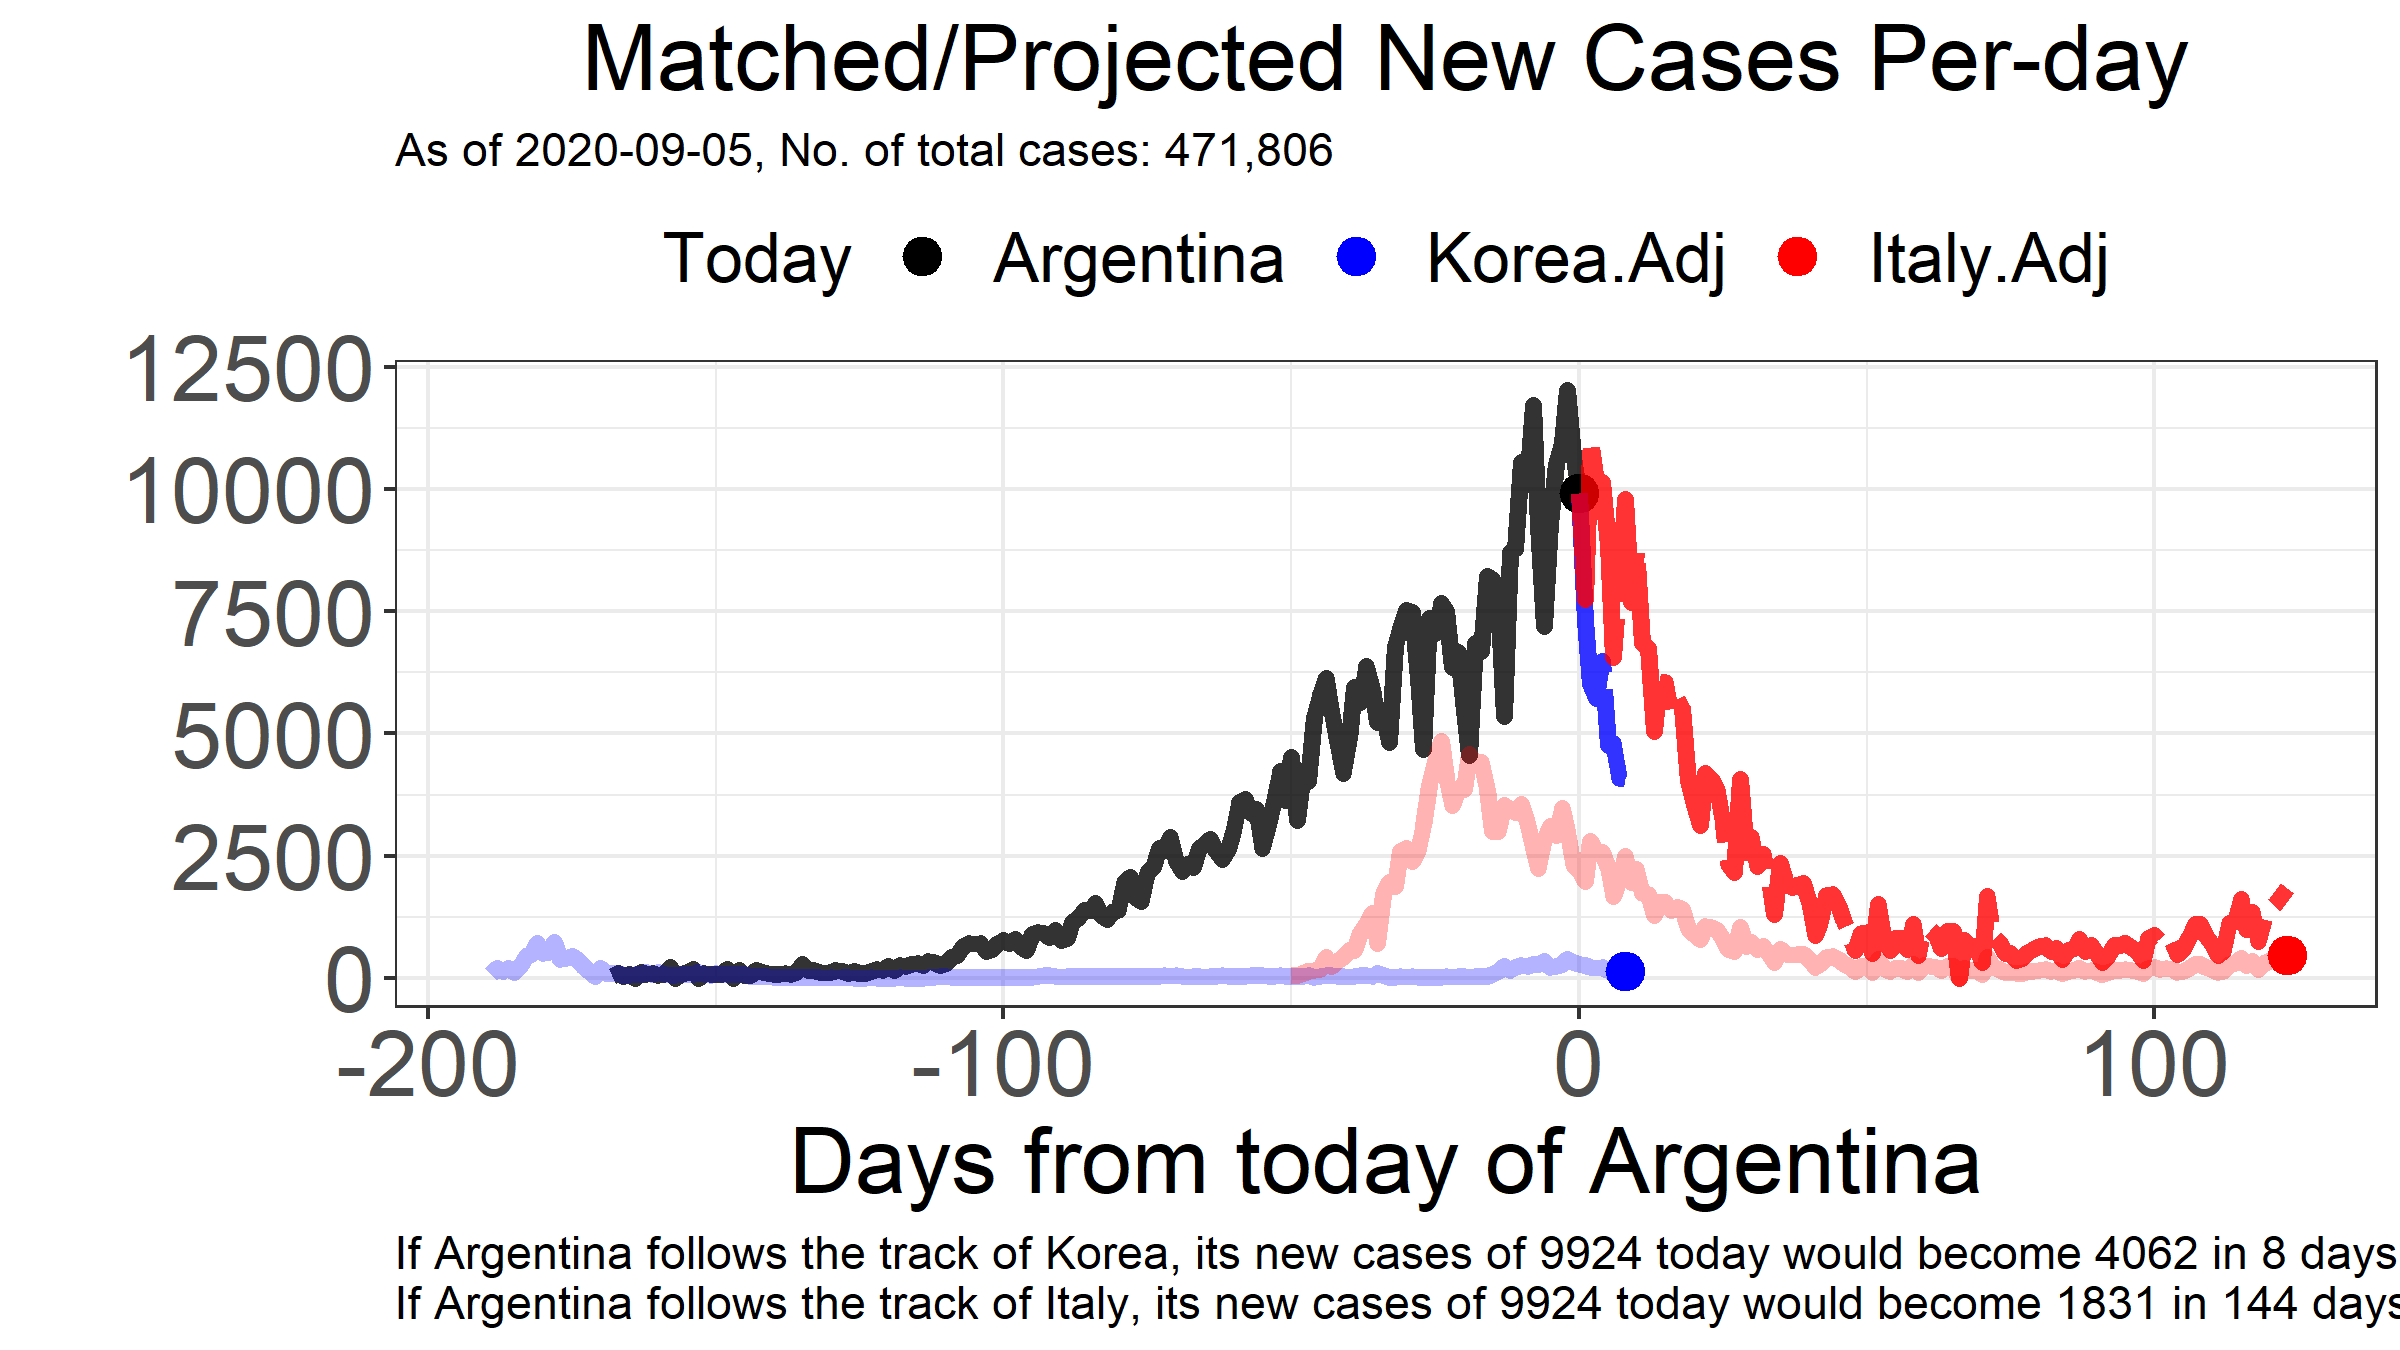 Matched/Projected New Cases Per-day
As of 2020-09-05, No. of total cases: 471,806
Today Argentina Korea.Adj Italy.Adj
12500
10000
7500
5000
2500
0
-200 -100 0 100
Days from today of Argentina
If Argentina follows the track of Korea, its new cases of 9924 today would become 4062 in 8 days
If Argentina follows the track of Italy, its new cases of 9924 today would become 1831 in 144 days